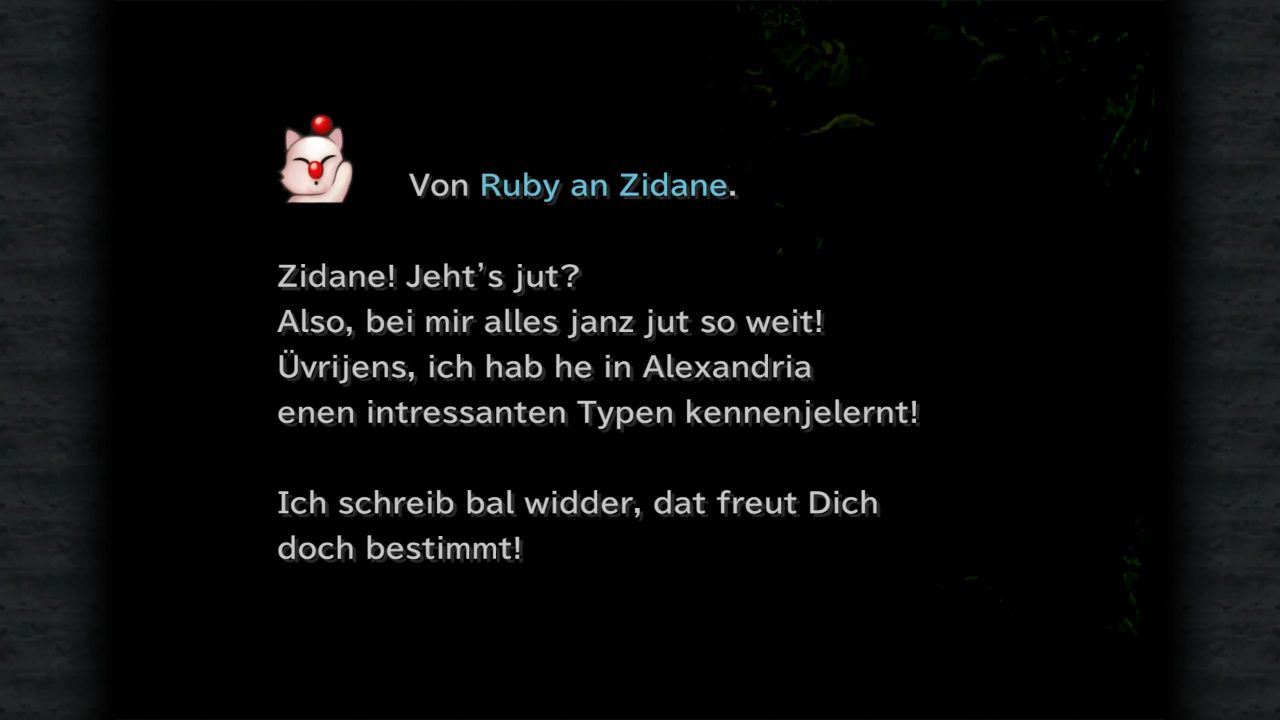 Von Ruby an Zidane.
Zidane! Jeht's jut?
Also, bei mir alles janz jut so weit!
Üvrijens, ich hab he in Alexandria
enen intressanten Typen kennenjelernt!
Ich schreib bal widder, dat freut Dich
doch bestimmt!